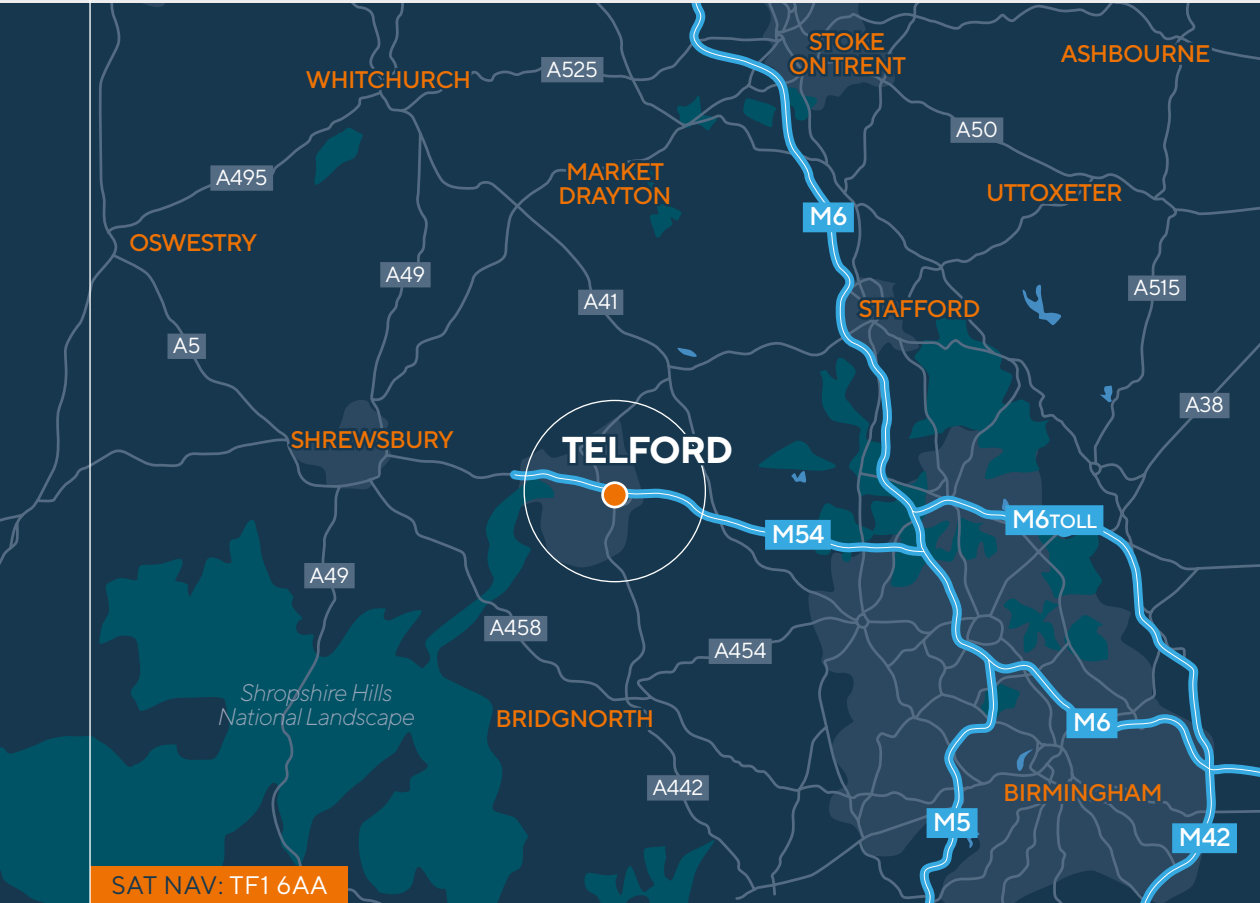 STOKE
ON TRENT
ASHBOURNE
WHITCHURCH
A525
A50
A495
MARKET
DRAYTON
UTTOXETER
M6
OSWESTRY
A49
A41
A515
STAFFORD
A5
A38
SHREWSBURY
TELFORD
M54
M6TOLL
A49
A458
A454
Shropshire Hills
National Landscape
BRIDGNORTH
M6
A442
BIRMINGHAM
M5
M42
SAT NAV: TF1 6AA